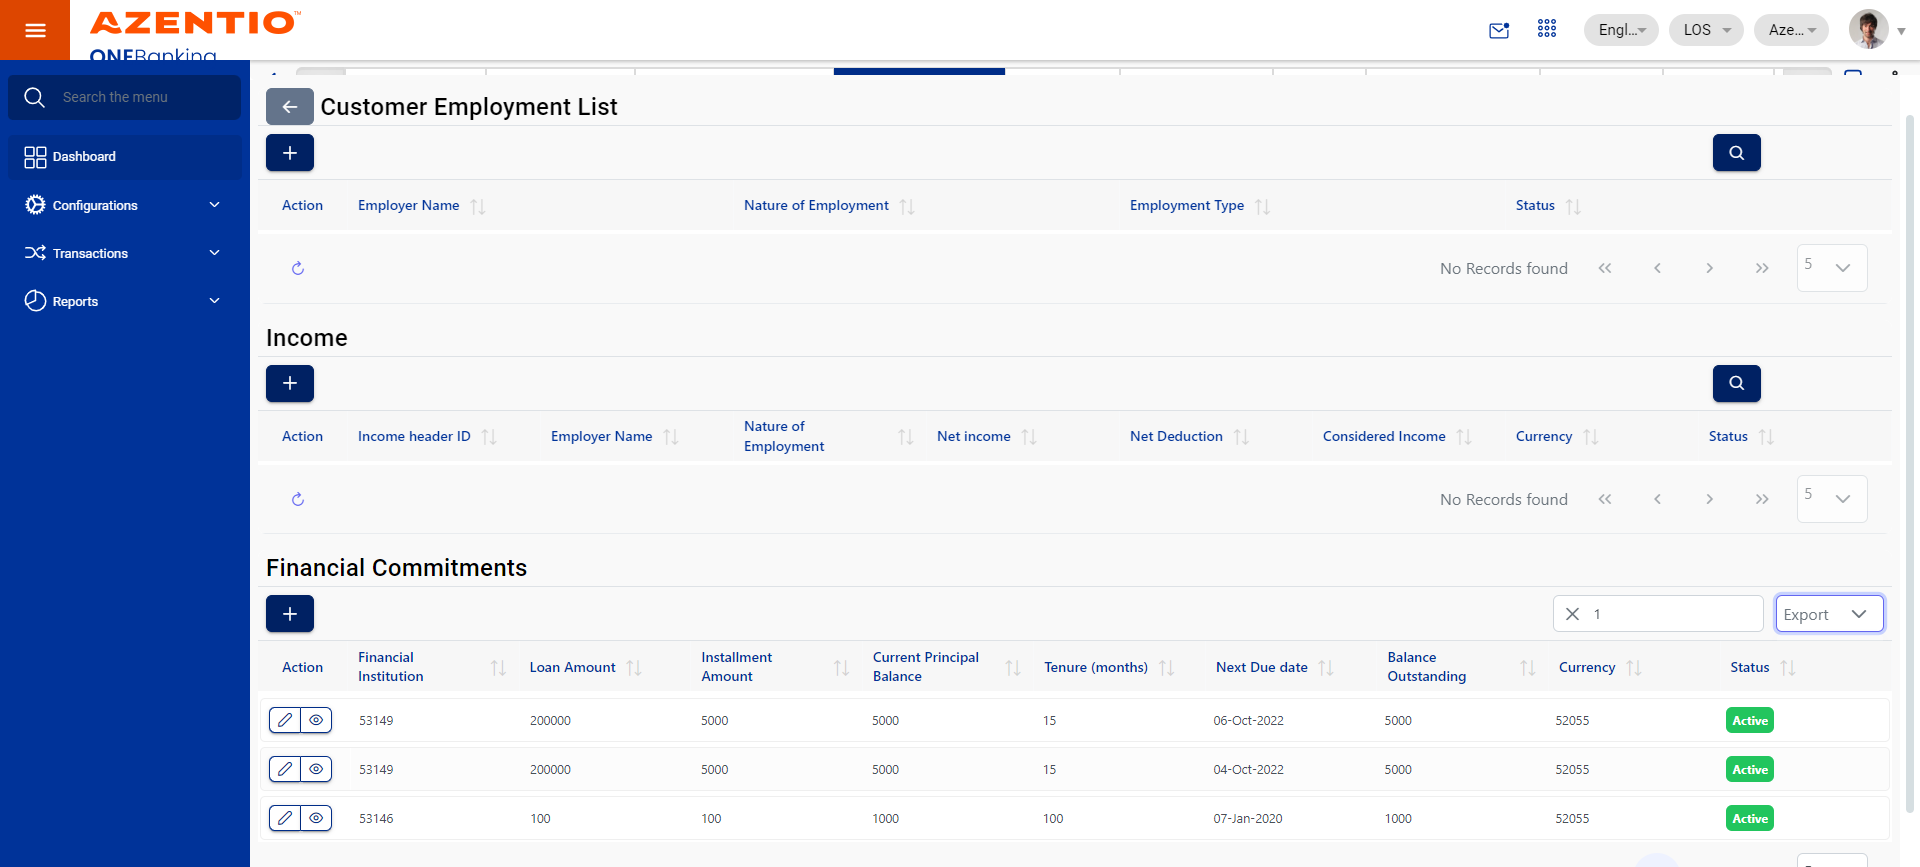 AZENTIO™
ONEBanking
Engl...
LOS
Aze...
Search the menu
Dashboard
Configurations
Transactions
Reports
Customer Employment List
Action Employer Name Nature of Employment Employment Type Status
No Records found 5
Income
Action Income header ID Employer Name Nature of Employment Net income Net Deduction Considered Income Currency Status
No Records found 5
Financial Commitments
1 Export
Action Financial Institution Loan Amount Installment Amount Current Principal Balance Tenure (months) Next Due date Balance Outstanding Currency Status
53149 200000 5000 5000 15 06-Oct-2022 5000 52055 Active
53149 200000 5000 5000 15 04-Oct-2022 5000 52055 Active
53146 100 100 1000 100 07-Jan-2020 1000 52055 Active